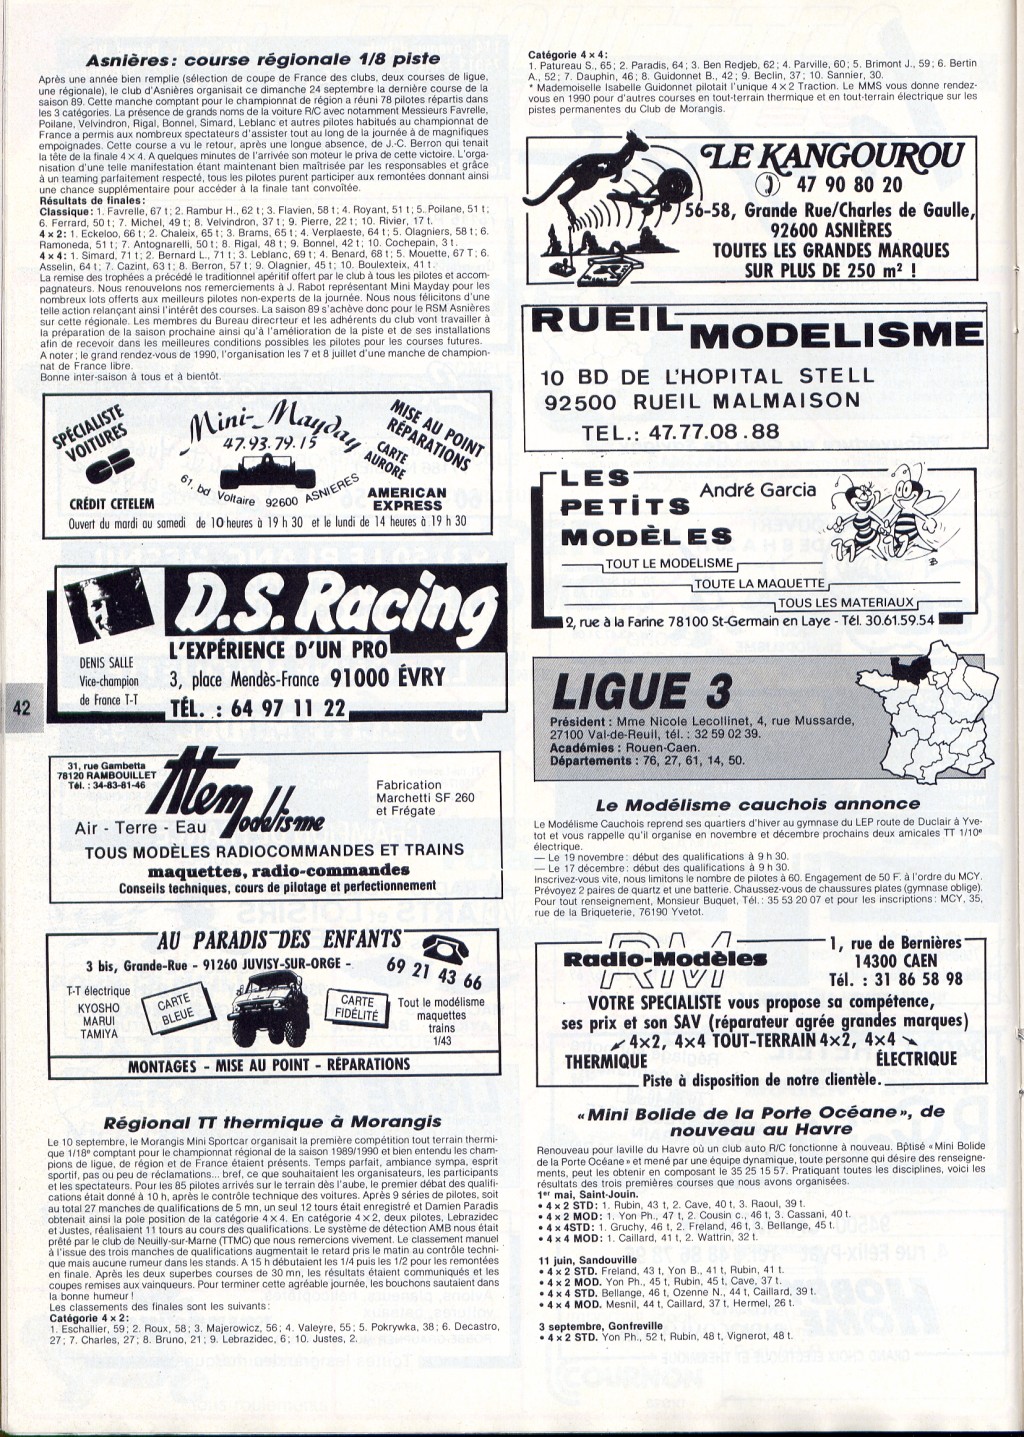 Asnières : course régionale 1/8 piste
Après une année bien remplie (sélection de coupe de France des clubs, deux courses de ligue,
une régionale), le club d'Asnières organisait ce dimanche 24 septembre la dernière course de la
saison 89. Cette manche comptant pour le championnat de région a réuni 78 pilotes répartis dans
les 3 catégories. La présence de grands noms de la voiture R/C avec notamment Messieurs Favrelle,
Poilane, Velvindron, Rigal, Bonnel, Simard, Leblanc et autres pilotes habitués au championnat de
France a permis aux nombreux spectateurs d'assister tout au long de la journée à de magnifiques
empoignades. Cette course a vu le retour, après une longue absence, de J.-C. Berron qui tenait
la tête de la finale 4 × 4. A quelques minutes de l'arrivée son moteur le priva de cette victoire. L'orga-
nisation d'une telle manifestation étant maintenant bien maîtrisée par les responsables et grâce
à un teaming parfaitement respecté, tous les pilotes purent participer aux remontées donnant ainsi
une chance supplémentaire pour accéder à la finale tant convoitée.
Résultats de finales :
Classique : 1. Favrelle, 67 t ; 2. Rambur H., 62 t ; 3. Flavien, 58 t ; 4. Royant, 51 t ; 5. Poilane, 51 t ;
6. Ferrard, 50 t ; 7. Michel, 49 t ; 8. Velvindron, 37 t ; 9. Pierre, 22 t ; 10. Rivier, 17 t.
4 × 2 : 1. Eckeloo, 66 t ; 2. Chaleix, 65 t ; 3. Brams, 65 t ; 4. Verplaeste, 64 t ; 5. Olagniers, 58 t ; 6.
Ramoneda, 51 t ; 7. Antognarelli, 50 t ; 8. Rigal, 48 t ; 9. Bonnel, 42 t ; 10. Cochepain, 3 t.
4 × 4 : 1. Simard, 71 t ; 2. Bernard L., 71 t ; 3. Leblanc, 69 t ; 4. Benard, 68 t ; 5. Mouette, 67 T ; 6.
Asselin, 64 t ; 7. Cazint, 63 t ; 8. Berron, 57 t ; 9. Olagnier, 45 t ; 10. Boulexteix, 41 t.
La remise des trophées a précédé le traditionnel apéritif offert par le club à tous les pilotes et accom-
pagnateurs. Nous renouvelons nos remerciements à J. Rabot représentant Mini Mayday pour les
nombreux lots offerts aux meilleurs pilotes non-experts de la journée. Nous nous félicitons d'une
telle action relançant ainsi l'intérêt des courses. La saison 89 s'achève donc pour le RSM Asnières
sur cette régionale. Les membres du Bureau direcrteur et les adhérents du club vont travailler à
la préparation de la saison prochaine ainsi qu'à l'amélioration de la piste et de ses installations
afin de recevoir dans les meilleures conditions possibles les pilotes pour les courses futures.
A noter ; le grand rendez-vous de 1990, l'organisation les 7 et 8 juillet d'une manche de champion-
nat de France libre.
Bonne inter-saison à tous et à bientôt.
SPÉCIALISTE
VOITURES
Mini-Mayday
47.93.79.15
61, bd Voltaire 92600 ASNIERES
MISE AU POINT
RÉPARATIONS
CARTE
AURORE
CRÉDIT CETELEM
AMERICAN
EXPRESS
Ouvert du mardi au samedi de 10 heures à 19 h 30 et le lundi de 14 heures à 19 h 30
D.S. Racing
L'EXPÉRIENCE D'UN PRO
DENIS SALLE
Vice-champion
de France T-T
3, place Mendès-France 91000 ÉVRY
TÉL. : 64 97 11 22
42
31, rue Gambetta
78120 RAMBOUILLET
Tél. : 34-83-81-46
Atem Modélisme
Fabrication
Marchetti SF 260
et Frégate
Air - Terre - Eau
TOUS MODÈLES RADIOCOMMANDES ET TRAINS
maquettes, radio-commandes
Conseils techniques, cours de pilotage et perfectionnement
AU PARADIS DES ENFANTS
3 bis, Grande-Rue - 91260 JUVISY-SUR-ORGE -
69 21 43 66
T-T électrique
KYOSHO
MARUI
TAMIYA
CARTE
BLEUE
CARTE
FIDÉLITÉ
Tout le modélisme
maquettes
trains
1/43
MONTAGES - MISE AU POINT - RÉPARATIONS
Régional TT thermique à Morangis
Le 10 septembre, le Morangis Mini Sportcar organisait la première compétition tout terrain thermi-
que 1/18e comptant pour le championnat régional de la saison 1989/1990 et bien entendu les cham-
pions de ligue, de région et de France étaient présents. Temps parfait, ambiance sympa, esprit
sportif, pas ou peu de réclamations... bref, ce que souhaitaient les organisateurs, les participants
et les spectateurs. Pour les 85 pilotes arrivés sur le terrain dès l'aube, le premier débat des qualifi-
cations était donné à 10 h, après le contrôle technique des voitures. Après 9 séries de pilotes, soit
au total 27 manches de qualifications de 5 mn, un seul 12 tours était enregistré et Damien Paradis
obtenait ainsi la pole position de la catégorie 4 × 4. En catégorie 4 × 2, deux pilotes, Lebrazidec
et Justes, réalisaient 11 tours au cours des qualifications. Le système de détection AMB nous était
prêté par le club de Neuilly-sur-Marne (TTMC) que nous remercions vivement. Le classement manuel
à l'issue des trois manches de qualifications augmentait le retard pris le matin au contrôle techni-
que mais aucune rumeur dans les stands. A 15 h débutaient les 1/4 puis les 1/2 pour les remontées
en finale. Après les deux superbes courses de 30 mn, les résultats étaient communiqués et les
coupes remises aux vainqueurs. Pour terminer cette agréable journée, les bouchons sautaient dans
la bonne humeur !
Les classements des finales sont les suivants :
Catégorie 4 × 2 :
1. Eschallier, 59 ; 2. Roux, 58 ; 3. Majerowicz, 56 ; 4. Valeyre, 55 ; 5. Pokrywka, 38 ; 6. Decastro,
27 ; 7. Charles, 27 ; 8. Bruno, 21 ; 9. Lebrazidec, 6 ; 10. Justes, 2.
Catégorie 4 × 4 :
1. Patureau S., 65 ; 2. Paradis, 64 ; 3. Ben Redjeb, 62 ; 4. Parville, 60 ; 5. Brimont J., 59 ; 6. Bertin
A., 52 ; 7. Dauphin, 46 ; 8. Guidonnet B., 42 ; 9. Beclin, 37 ; 10. Sannier, 30.
* Mademoiselle Isabelle Guidonnet pilotait l'unique 4 × 2 Traction. Le MMS vous donne rendez-
vous en 1990 pour d'autres courses en tout-terrain thermique et en tout-terrain électrique sur les
pistes permanentes du Club de Morangis.
LE KANGOUROU
47 90 80 20
56-58, Grande Rue/Charles de Gaulle,
92600 ASNIÈRES
TOUTES LES GRANDES MARQUES
SUR PLUS DE 250 m² !
RUEIL MODELISME
10 BD DE L'HOPITAL STELL
92500 RUEIL MALMAISON
TEL.: 47.77.08.88
LES
PETITS
MODÈLES
André Garcia
TOUT LE MODELISME
TOUTE LA MAQUETTE
TOUS LES MATERIAUX
2, rue à la Farine 78100 St-Germain en Laye - Tél. 30.61.59.54
LIGUE 3
Président : Mme Nicole Lecollinet, 4, rue Mussarde,
27100 Val-de-Reuil, tél. : 32 59 02 39.
Académies : Rouen-Caen.
Départements : 76, 27, 61, 14, 50.
Le Modélisme cauchois annonce
Le Modélisme Cauchois reprend ses quartiers d'hiver au gymnase du LEP route de Duclair à Yve-
tot et vous rappelle qu'il organise en novembre et décembre prochains deux amicales TT 1/10e
électrique.
— Le 19 novembre : début des qualifications à 9 h 30.
— Le 17 décembre : début des qualifications à 9 h 30.
Inscrivez-vous vite, nous limitons le nombre de pilotes à 60. Engagement de 50 F. à l'ordre du MCY.
Prévoyez 2 paires de quartz et une batterie. Chaussez-vous de chaussures plates (gymnase oblige).
Pour tout renseignement, Monsieur Buquet, Tél. : 35 53 20 07 et pour les inscriptions : MCY, 35,
rue de la Briqueterie, 76190 Yvetot.
RM
Radio-Modèles
1, rue de Bernières
14300 CAEN
Tél. : 31 86 58 98
VOTRE SPECIALISTE vous propose sa compétence,
ses prix et son SAV (réparateur agrée grandes marques)
4×2, 4×4 TOUT-TERRAIN 4×2, 4×4
THERMIQUE ÉLECTRIQUE
Piste à disposition de notre clientèle.
«Mini Bolide de la Porte Océane», de
nouveau au Havre
Renouveau pour laville du Havre où un club auto R/C fonctionne à nouveau. Bôtisé «Mini Bolide
de la Porte Océane» et mené par une équipe dynamique, toute personne qui désire des renseigne-
ments, peut les obtenir en composant le 35 25 15 57. Pratiquant toutes les disciplines, voici les
résultats des trois premières courses que nous avons organisées.
1er mai, Saint-Jouin.
• 4 × 2 STD : 1. Rubin, 43 t, 2. Cave, 40 t, 3. Raoul, 39 t.
• 4 × 2 MOD : 1. Yon Ph., 47 t, 2. Cousin c., 46 t, 3. Cassani, 40 t.
• 4 × 4STD : 1. Gruchy, 46 t, 2. Freland, 46 t, 3. Bellange, 45 t.
• 4 × 4 MOD : 1. Caillard, 41 t, 2. Wattrin, 32 t.
11 juin, Sandouville
• 4 × 2 STD. Freland, 43 t, Yon B., 41 t, Rubin, 41 t.
• 4 × 2 MOD. Yon Ph., 45 t, Rubin, 45 t, Cave, 37 t.
• 4 × 4 STD. Bellange, 46 t, Ozenne N., 44 t, Caillard, 39 t.
• 4 × 4 MOD. Mesnil, 44 t, Caillard, 37 t, Hermel, 26 t.
3 septembre, Gonfreville
• 4 × 2 STD. Yon Ph., 52 t, Rubin, 48 t, Vignerot, 48 t.